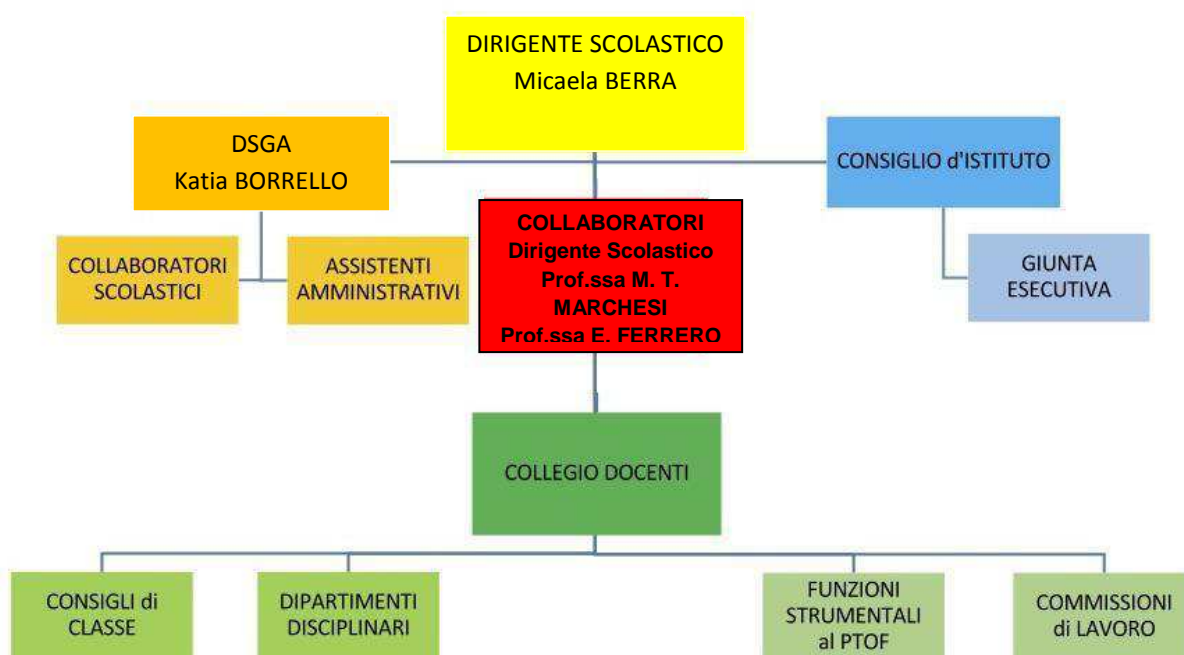 DIRIGENTE SCOLASTICO
Micaela BERRA
DSGA
Katia BORRELLO
CONSIGLIO d'ISTITUTO
COLLABORATORI
Dirigente Scolastico
Prof.ssa M. T.
MARCHESI
Prof.ssa E. FERRERO
COLLABORATORI
SCOLASTICI
ASSISTENTI
AMMINISTRATIVI
GIUNTA
ESECUTIVA
COLLEGIO DOCENTI
CONSIGLI di
CLASSE
DIPARTIMENTI
DISCIPLINARI
FUNZIONI
STRUMENTALI
al PTOF
COMMISSIONI
di LAVORO